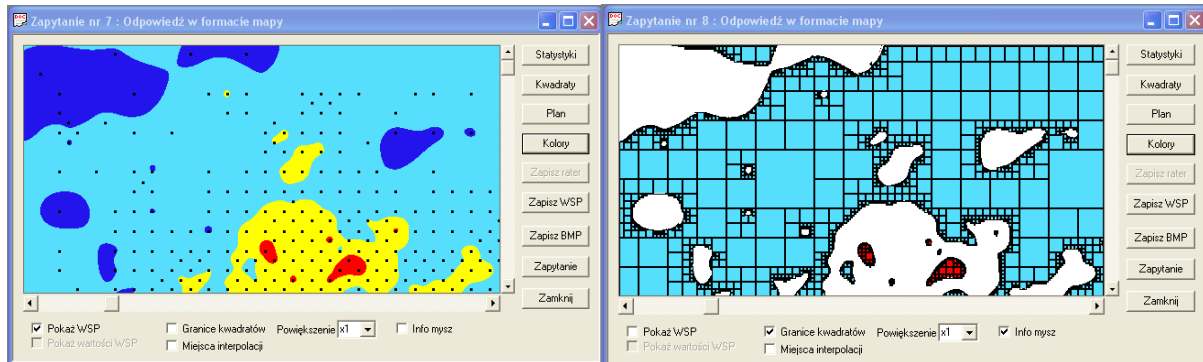 Zapytanie nr 7 : Odpowiedź w formacie mapy
Statystyki
Kwadraty
Plan
Kolory
Zapisz rater
Zapisz WSP
Zapisz BMP
Zapytanie
Zamknij
Pokaż WSP
Granice kwadratów
Powiększenie
x1
Info mysz
Pokaż wartości WSP
Miejsca interpolacji
Zapytanie nr 8 : Odpowiedź w formacie mapy
Statystyki
Kwadraty
Plan
Kolory
Zapisz rater
Zapisz WSP
Zapisz BMP
Zapytanie
Zamknij
Pokaż WSP
Granice kwadratów
Powiększenie
x1
Info mysz
Pokaż wartości WSP
Miejsca interpolacji